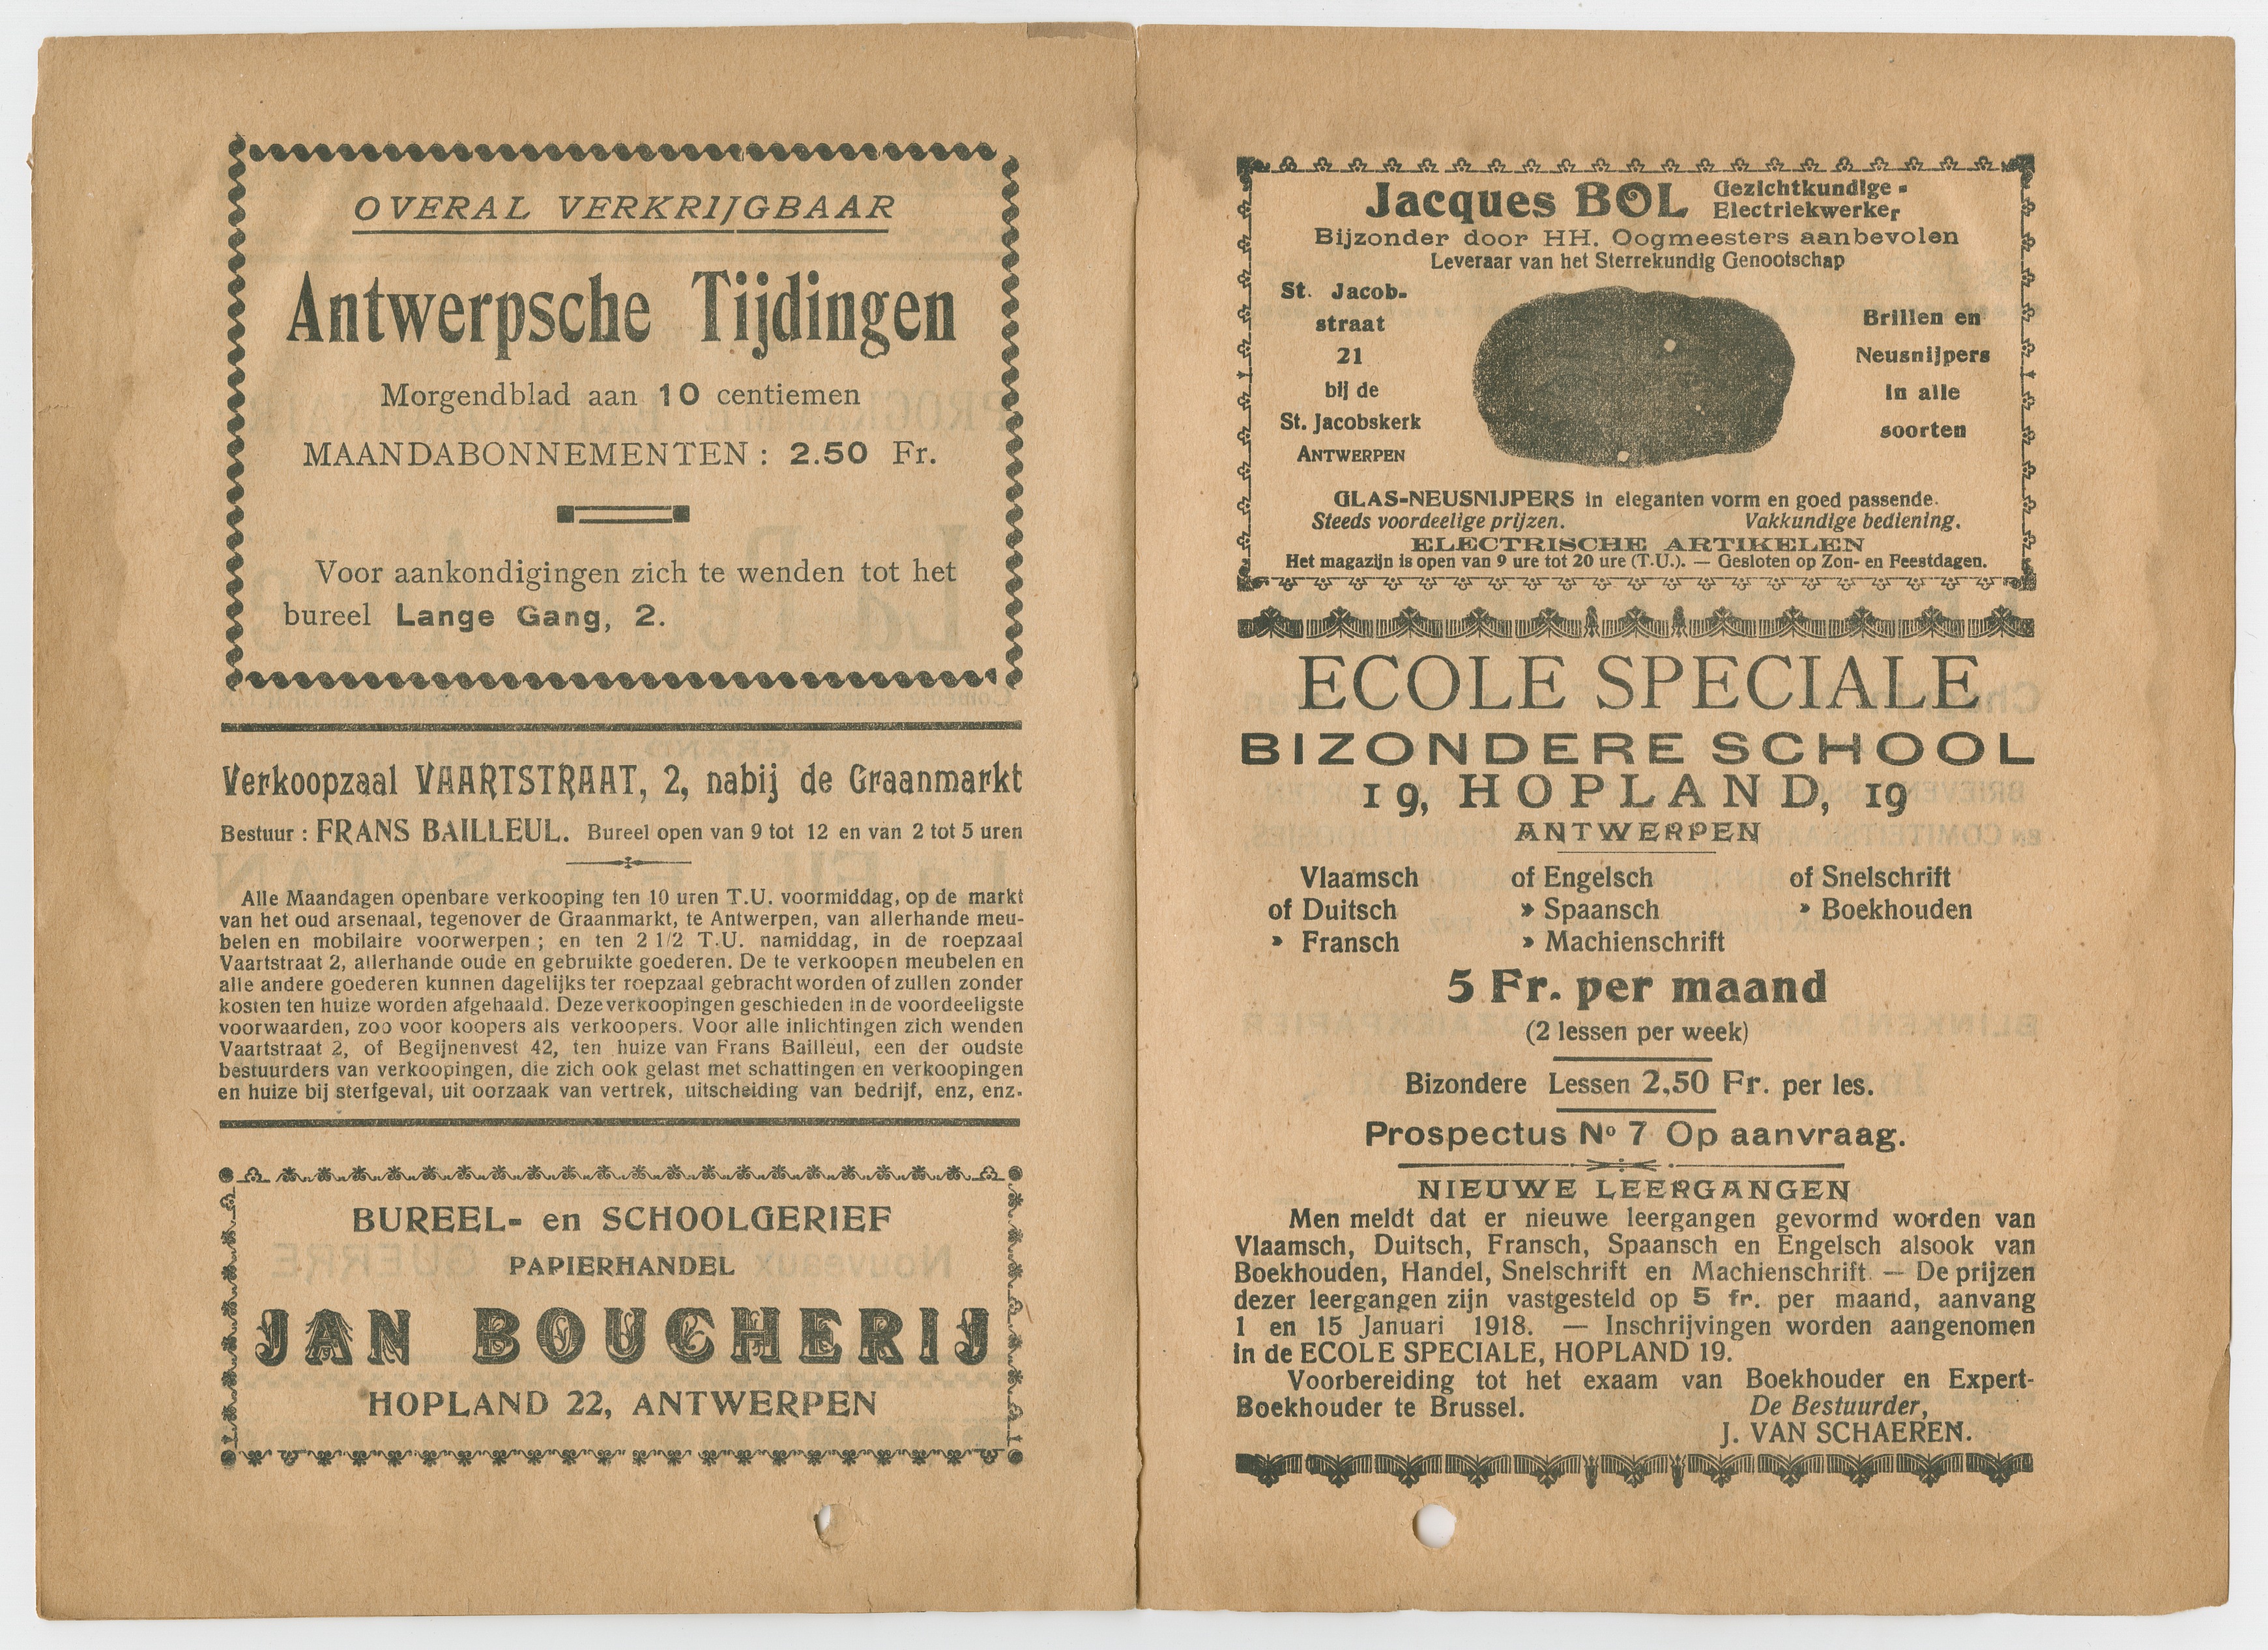 OVERAL VERKRIJGBAAR
Antwerpsche Tijdingen
Morgendblad aan 10 centiemen
MAANDABONNEMENTEN : 2.50 Fr.
Voor aankondigingen zich te wenden tot het
bureel Lange Gang, 2.
Verkoopzaal VAARTSTRAAT, 2, nabij de Graanmarkt
Bestuur : FRANS BAILLEUL. Bureel open van 9 tot 12 en van 2 tot 5 uren
Alle Maandagen openbare verkooping ten 10 uren T.U. voormiddag, op de markt
van het oud arsenaal, tegenover de Graanmarkt, te Antwerpen, van allerhande meu-
belen en mobilaire voorwerpen ; en ten 2 1/2 T.U. namiddag, in de roepzaal
Vaartstraat 2, allerhande oude en gebruikte goederen. De te verkoopen meubelen en
alle andere goederen kunnen dagelijks ter roepzaal gebracht worden of zullen zonder
kosten ten huize worden afgehaald. Deze verkoopingen geschieden in de voordeeligste
voorwaarden, zoo voor koopers als verkoopers. Voor alle inlichtingen zich wenden
Vaartstraat 2, of Begijnenvest 42, ten huize van Frans Bailleul, een der oudste
bestuurders van verkoopingen, die zich ook gelast met schattingen en verkoopingen
en huize bij sterfgeval, uit oorzaak van vertrek, uitscheiding van bedrijf, enz, enz.
BUREEL- en SCHOOLGERIEF
PAPIERHANDEL
JAN BOUCHERIJ
HOPLAND 22, ANTWERPEN
Jacques BOL Gezichtkundige -
Electriekwerker
Bijzonder door HH. Oogmeesters aanbevolen
Leveraar van het Sterrekundig Genootschap
St. Jacob-
straat
21
bij de
St. Jacobskerk
ANTWERPEN
Brillen en
Neusnijpers
in alle
soorten
GLAS-NEUSNIJPERS in eleganten vorm en goed passende.
Steeds voordeelige prijzen. Vakkundige bediening.
ELECTRISCHE ARTIKELEN
Het magazijn is open van 9 ure tot 20 ure (T.U.). — Gesloten op Zon- en Feestdagen.
ECOLE SPECIALE
BIZONDERE SCHOOL
19, HOPLAND, 19
ANTWERPEN
Vlaamsch of Engelsch of Snelschrift
of Duitsch » Spaansch » Boekhouden
» Fransch » Machienschrift
5 Fr. per maand
(2 lessen per week)
Bizondere Lessen 2,50 Fr. per les.
Prospectus Nº 7 Op aanvraag.
NIEUWE LEERGANGEN
Men meldt dat er nieuwe leergangen gevormd worden van
Vlaamsch, Duitsch, Fransch, Spaansch en Engelsch alsook van
Boekhouden, Handel, Snelschrift en Machienschrift. — De prijzen
dezer leergangen zijn vastgesteld op 5 fr. per maand, aanvang
1 en 15 Januari 1918. — Inschrijvingen worden aangenomen
in de ECOLE SPECIALE, HOPLAND 19.
Voorbereiding tot het exaam van Boekhouder en Expert-
Boekhouder te Brussel. De Bestuurder,
J. VAN SCHAEREN.